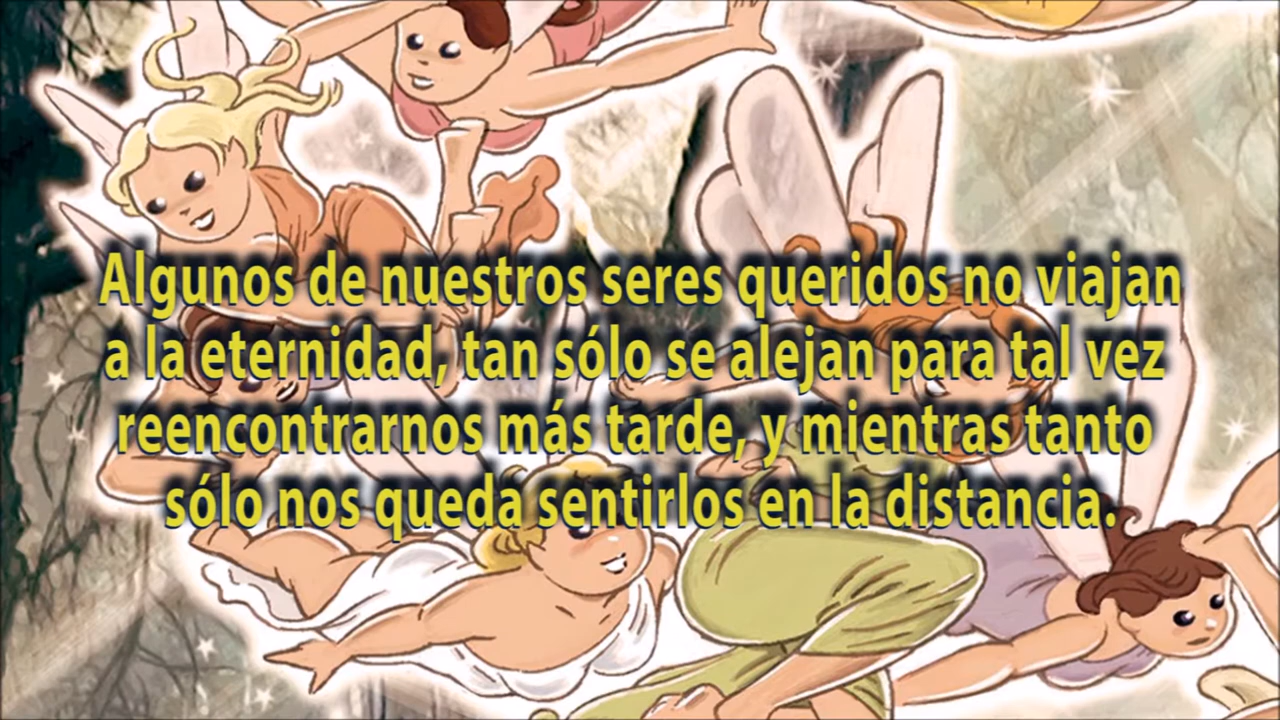 Algunos de nuestros seres queridos no viajan
a la eternidad, tan sólo se alejan para tal vez
reencontrarnos más tarde, y mientras tanto
sólo nos queda sentirlos en la distancia.